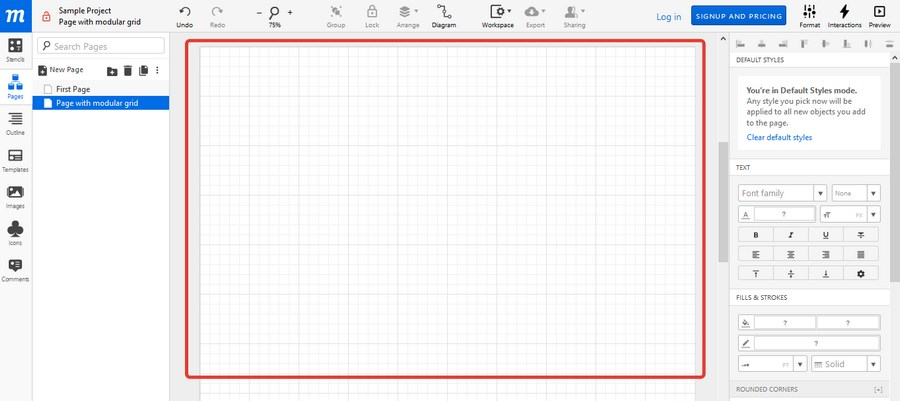 m
Sample Project
Page with modular grid
Undo
Redo
75%
Group
Lock
Arrange
Diagram
Workspace
Export
Sharing
Log in
SIGNUP AND PRICING
Format
Interactions
Preview
Stencils
Pages
Outline
Templates
Images
Icons
Comments
Search Pages
New Page
First Page
Page with modular grid
DEFAULT STYLES
You're in Default Styles mode.
Any style you pick now will be
applied to all new objects you add
to the page.
Clear default styles
TEXT
Font family
None
A ?
тT PX
B I U T
FILLS & STROKES
? ?
?
PX
Solid
ROUNDED CORNERS [+]